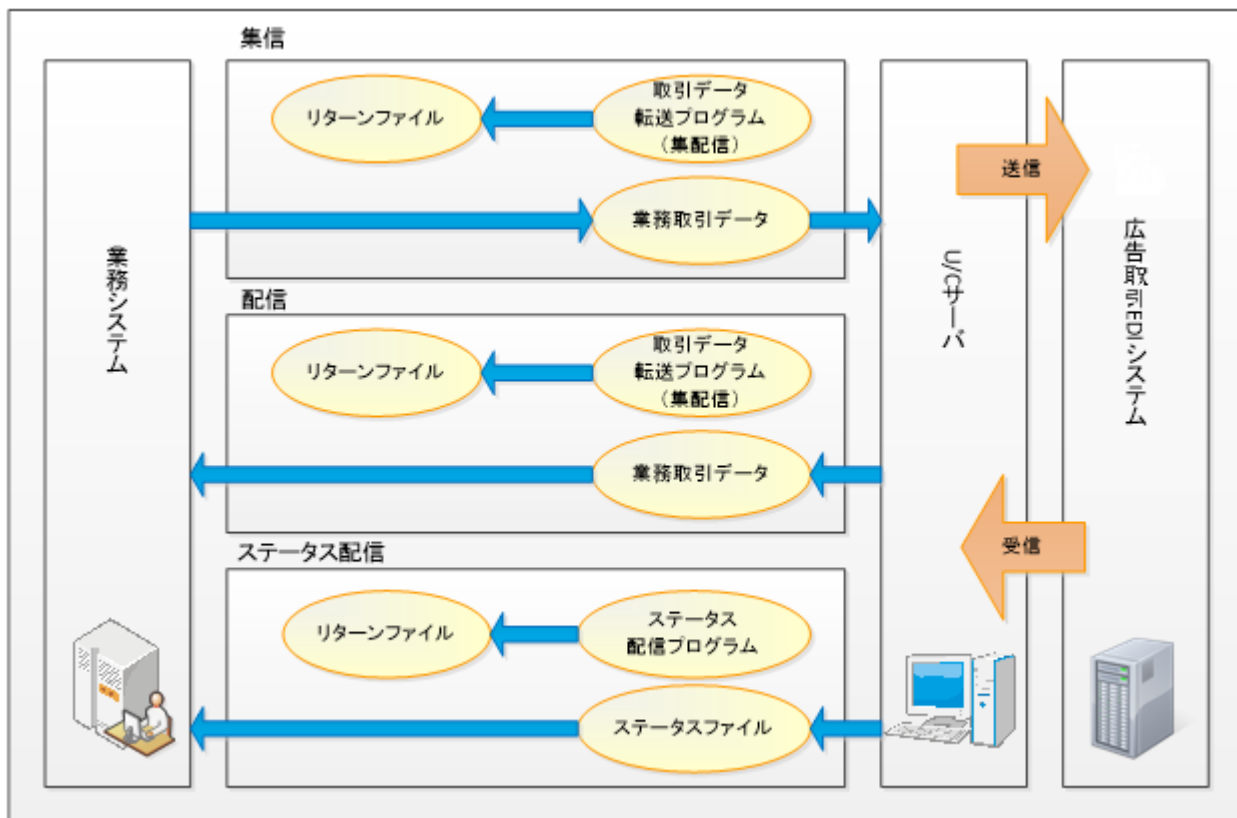 集信
リターンファイル
取引データ
転送プログラム
（集配信）
業務取引データ
配信
リターンファイル
取引データ
転送プログラム
（集配信）
業務取引データ
ステータス配信
リターンファイル
ステータス
配信プログラム
ステータスファイル
業務システム
U/Cサーバ
広告取引EDIシステム
送信
受信